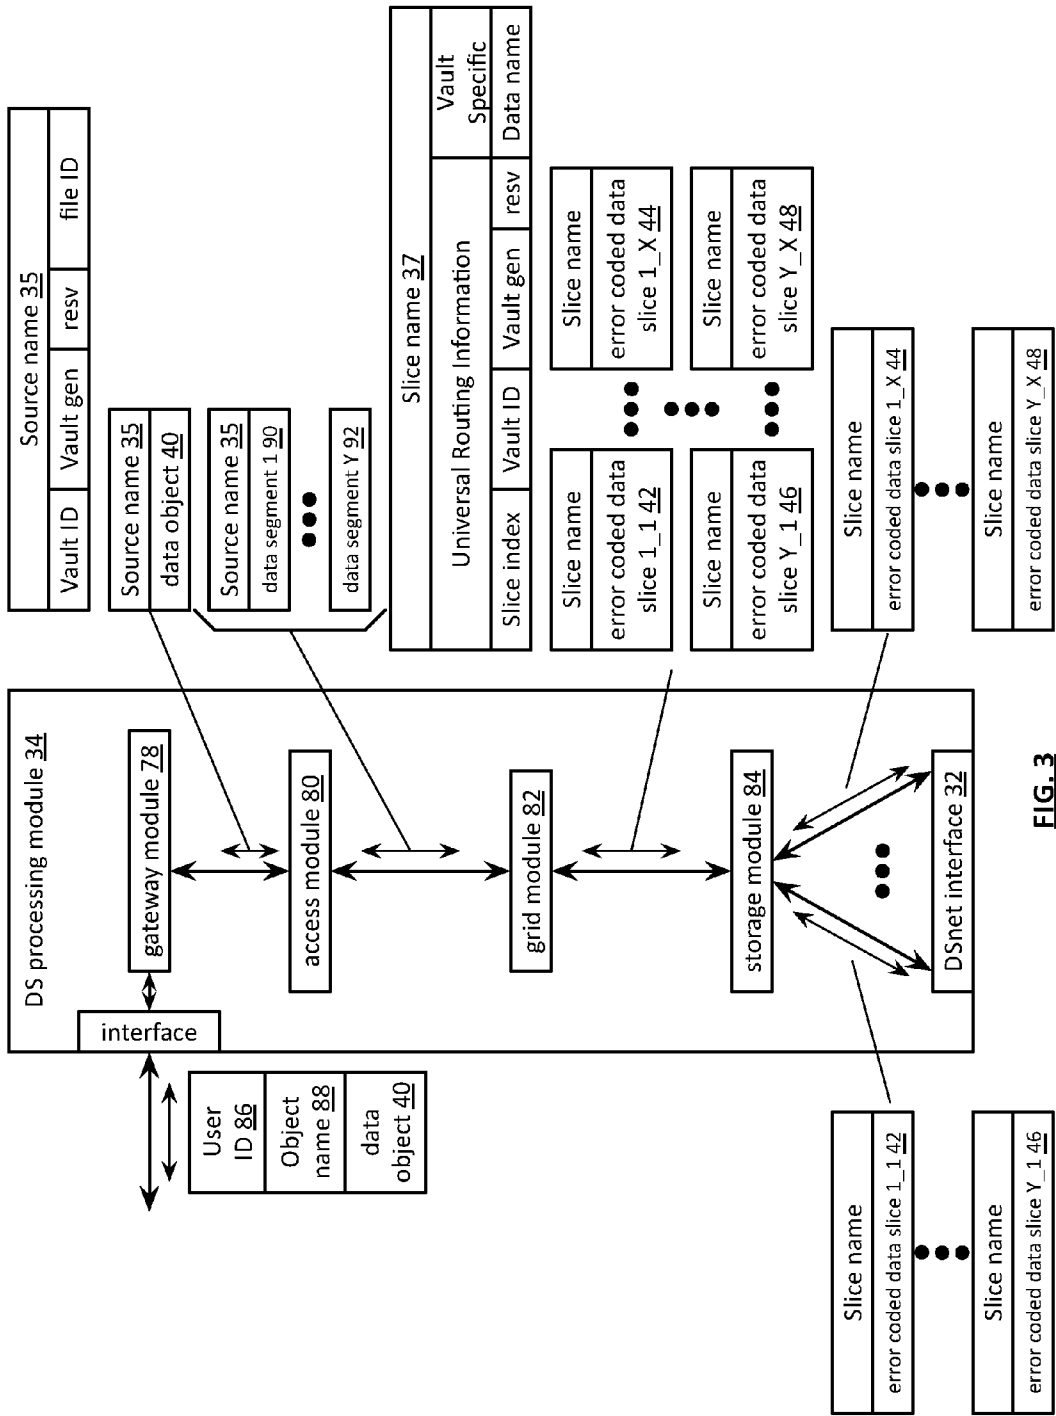 Source name 35
Vault ID
Vault gen
resv
file ID
DS processing module 34
interface
gateway module 78
access module 80
grid module 82
storage module 84
DSnet interface 32
User
ID 86
Object
name 88
data
object 40
Source name 35
data object 40
Source name 35
data segment 1 90
data segment Y 92
Slice name 37
Universal Routing Information
Vault
Specific
Slice index
Vault ID
Vault gen
resv
Data name
Slice name
error coded data
slice 1_1 42
Slice name
error coded data
slice 1_X 44
Slice name
error coded data
slice Y_1 46
Slice name
error coded data
slice Y_X 48
Slice name
error coded data slice 1_1 42
Slice name
error coded data slice Y_1 46
Slice name
error coded data slice 1_X 44
Slice name
error coded data slice Y_X 48
FIG. 3